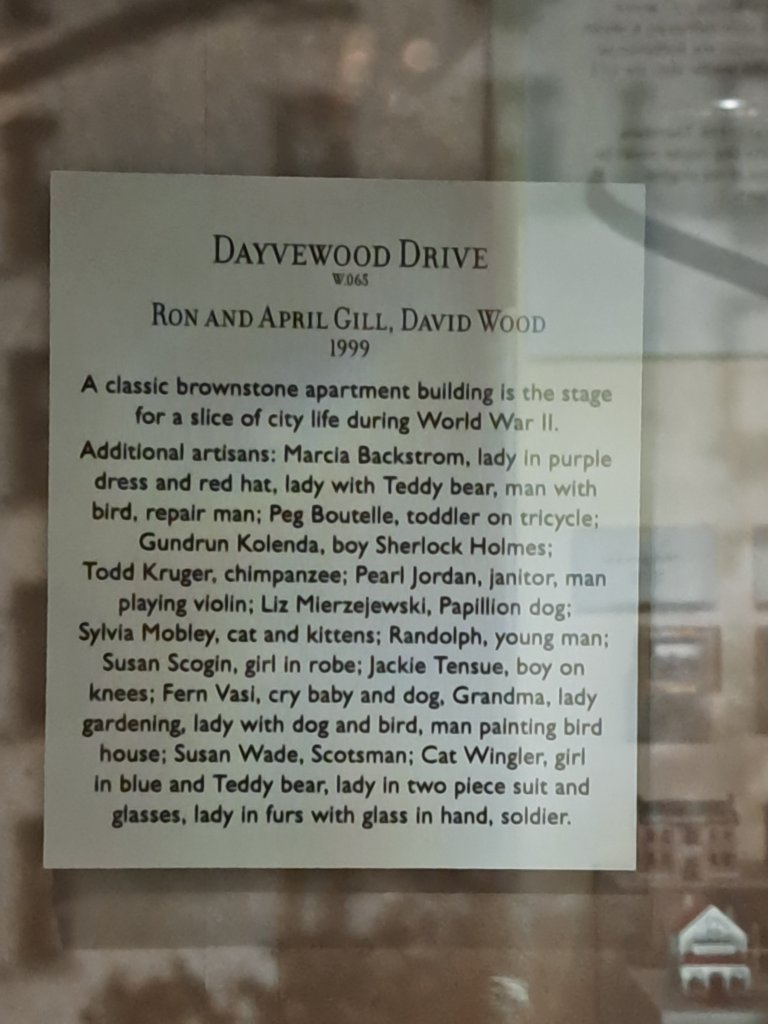 DAYVEWOOD DRIVE
W.065
RON AND APRIL GILL, DAVID WOOD
1999
A classic brownstone apartment building is the stage
for a slice of city life during World War II.
Additional artisans: Marcia Backstrom, lady in purple
dress and red hat, lady with Teddy bear, man with
bird, repair man; Peg Boutelle, toddler on tricycle;
Gundrun Kolenda, boy Sherlock Holmes;
Todd Kruger, chimpanzee; Pearl Jordan, janitor, man
playing violin; Liz Mierzejewski, Papillion dog;
Sylvia Mobley, cat and kittens; Randolph, young man;
Susan Scogin, girl in robe; Jackie Tensue, boy on
knees; Fern Vasi, cry baby and dog, Grandma, lady
gardening, lady with dog and bird, man painting bird
house; Susan Wade, Scotsman; Cat Wingler, girl
in blue and Teddy bear, lady in two piece suit and
glasses, lady in furs with glass in hand, soldier.